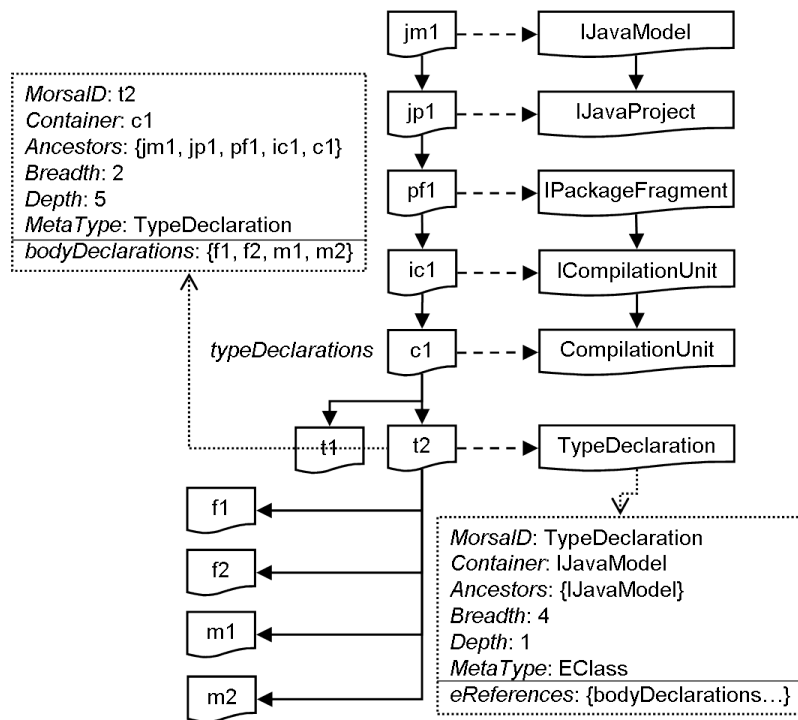 jm1
IJavaModel
MorsaID: t2
Container: c1
Ancestors: {jm1, jp1, pf1, ic1, c1}
Breadth: 2
Depth: 5
MetaType: TypeDeclaration
bodyDeclarations: {f1, f2, m1, m2}
jp1
IJavaProject
pf1
IPackageFragment
ic1
ICompilationUnit
typeDeclarations
c1
CompilationUnit
t1
t2
TypeDeclaration
f1
f2
m1
m2
MorsaID: TypeDeclaration
Container: IJavaModel
Ancestors: {IJavaModel}
Breadth: 4
Depth: 1
MetaType: EClass
eReferences: {bodyDeclarations…}